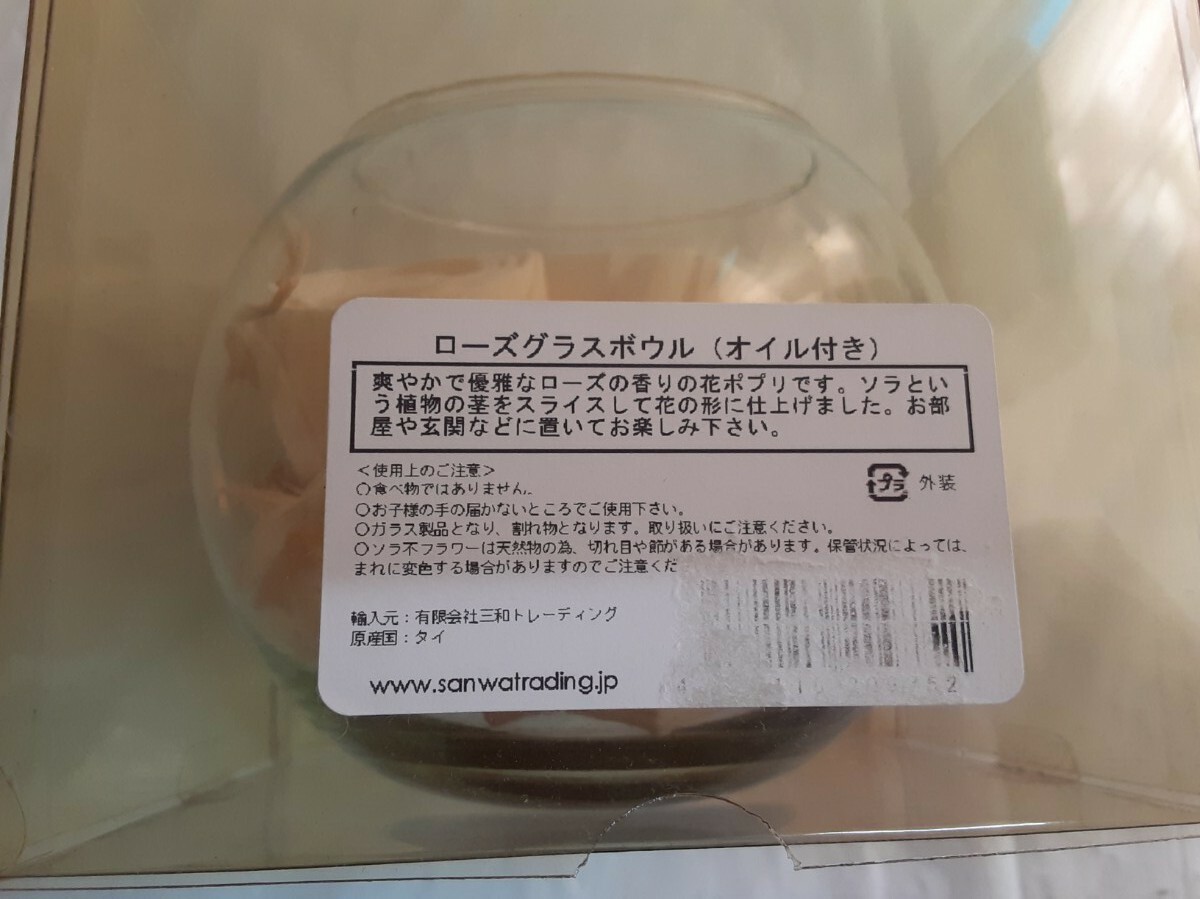 ローズグラスボウル（オイル付き）
爽やかで優雅なローズの香りの花ポプリです。ソラとい
う植物の茎をスライスして花の形に仕上げました。お部
屋や玄関などに置いてお楽しみ下さい。
＜使用上のご注意＞
○食べ物ではありません。
プラ 外装
○お子様の手の届かないところでご使用下さい。
○ガラス製品となり、割れ物となります。取り扱いにご注意ください。
○ソラ不フラワーは天然物の為、切れ目や節がある場合があります。保管状況によっては、
まれに変色する場合がありますのでご注意くだ
輸入元：有限会社三和トレーディング
原産国：タイ
www.sanwatrading.jp